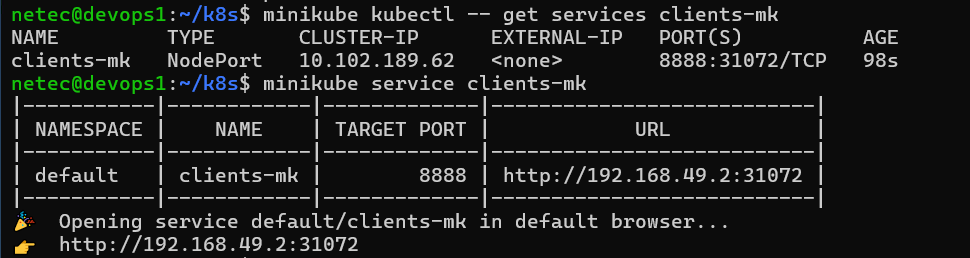 netec@devops1:~/k8s$ minikube kubectl -- get services clients-mk
NAME         TYPE       CLUSTER-IP      EXTERNAL-IP   PORT(S)          AGE
clients-mk   NodePort   10.102.189.62   <none>        8888:31072/TCP   98s
netec@devops1:~/k8s$ minikube service clients-mk
|-----------|------------|-------------|---------------------------|
| NAMESPACE |    NAME    | TARGET PORT |            URL            |
|-----------|------------|-------------|---------------------------|
| default   | clients-mk |        8888 | http://192.168.49.2:31072 |
|-----------|------------|-------------|---------------------------|
🎉  Opening service default/clients-mk in default browser...
👉  http://192.168.49.2:31072